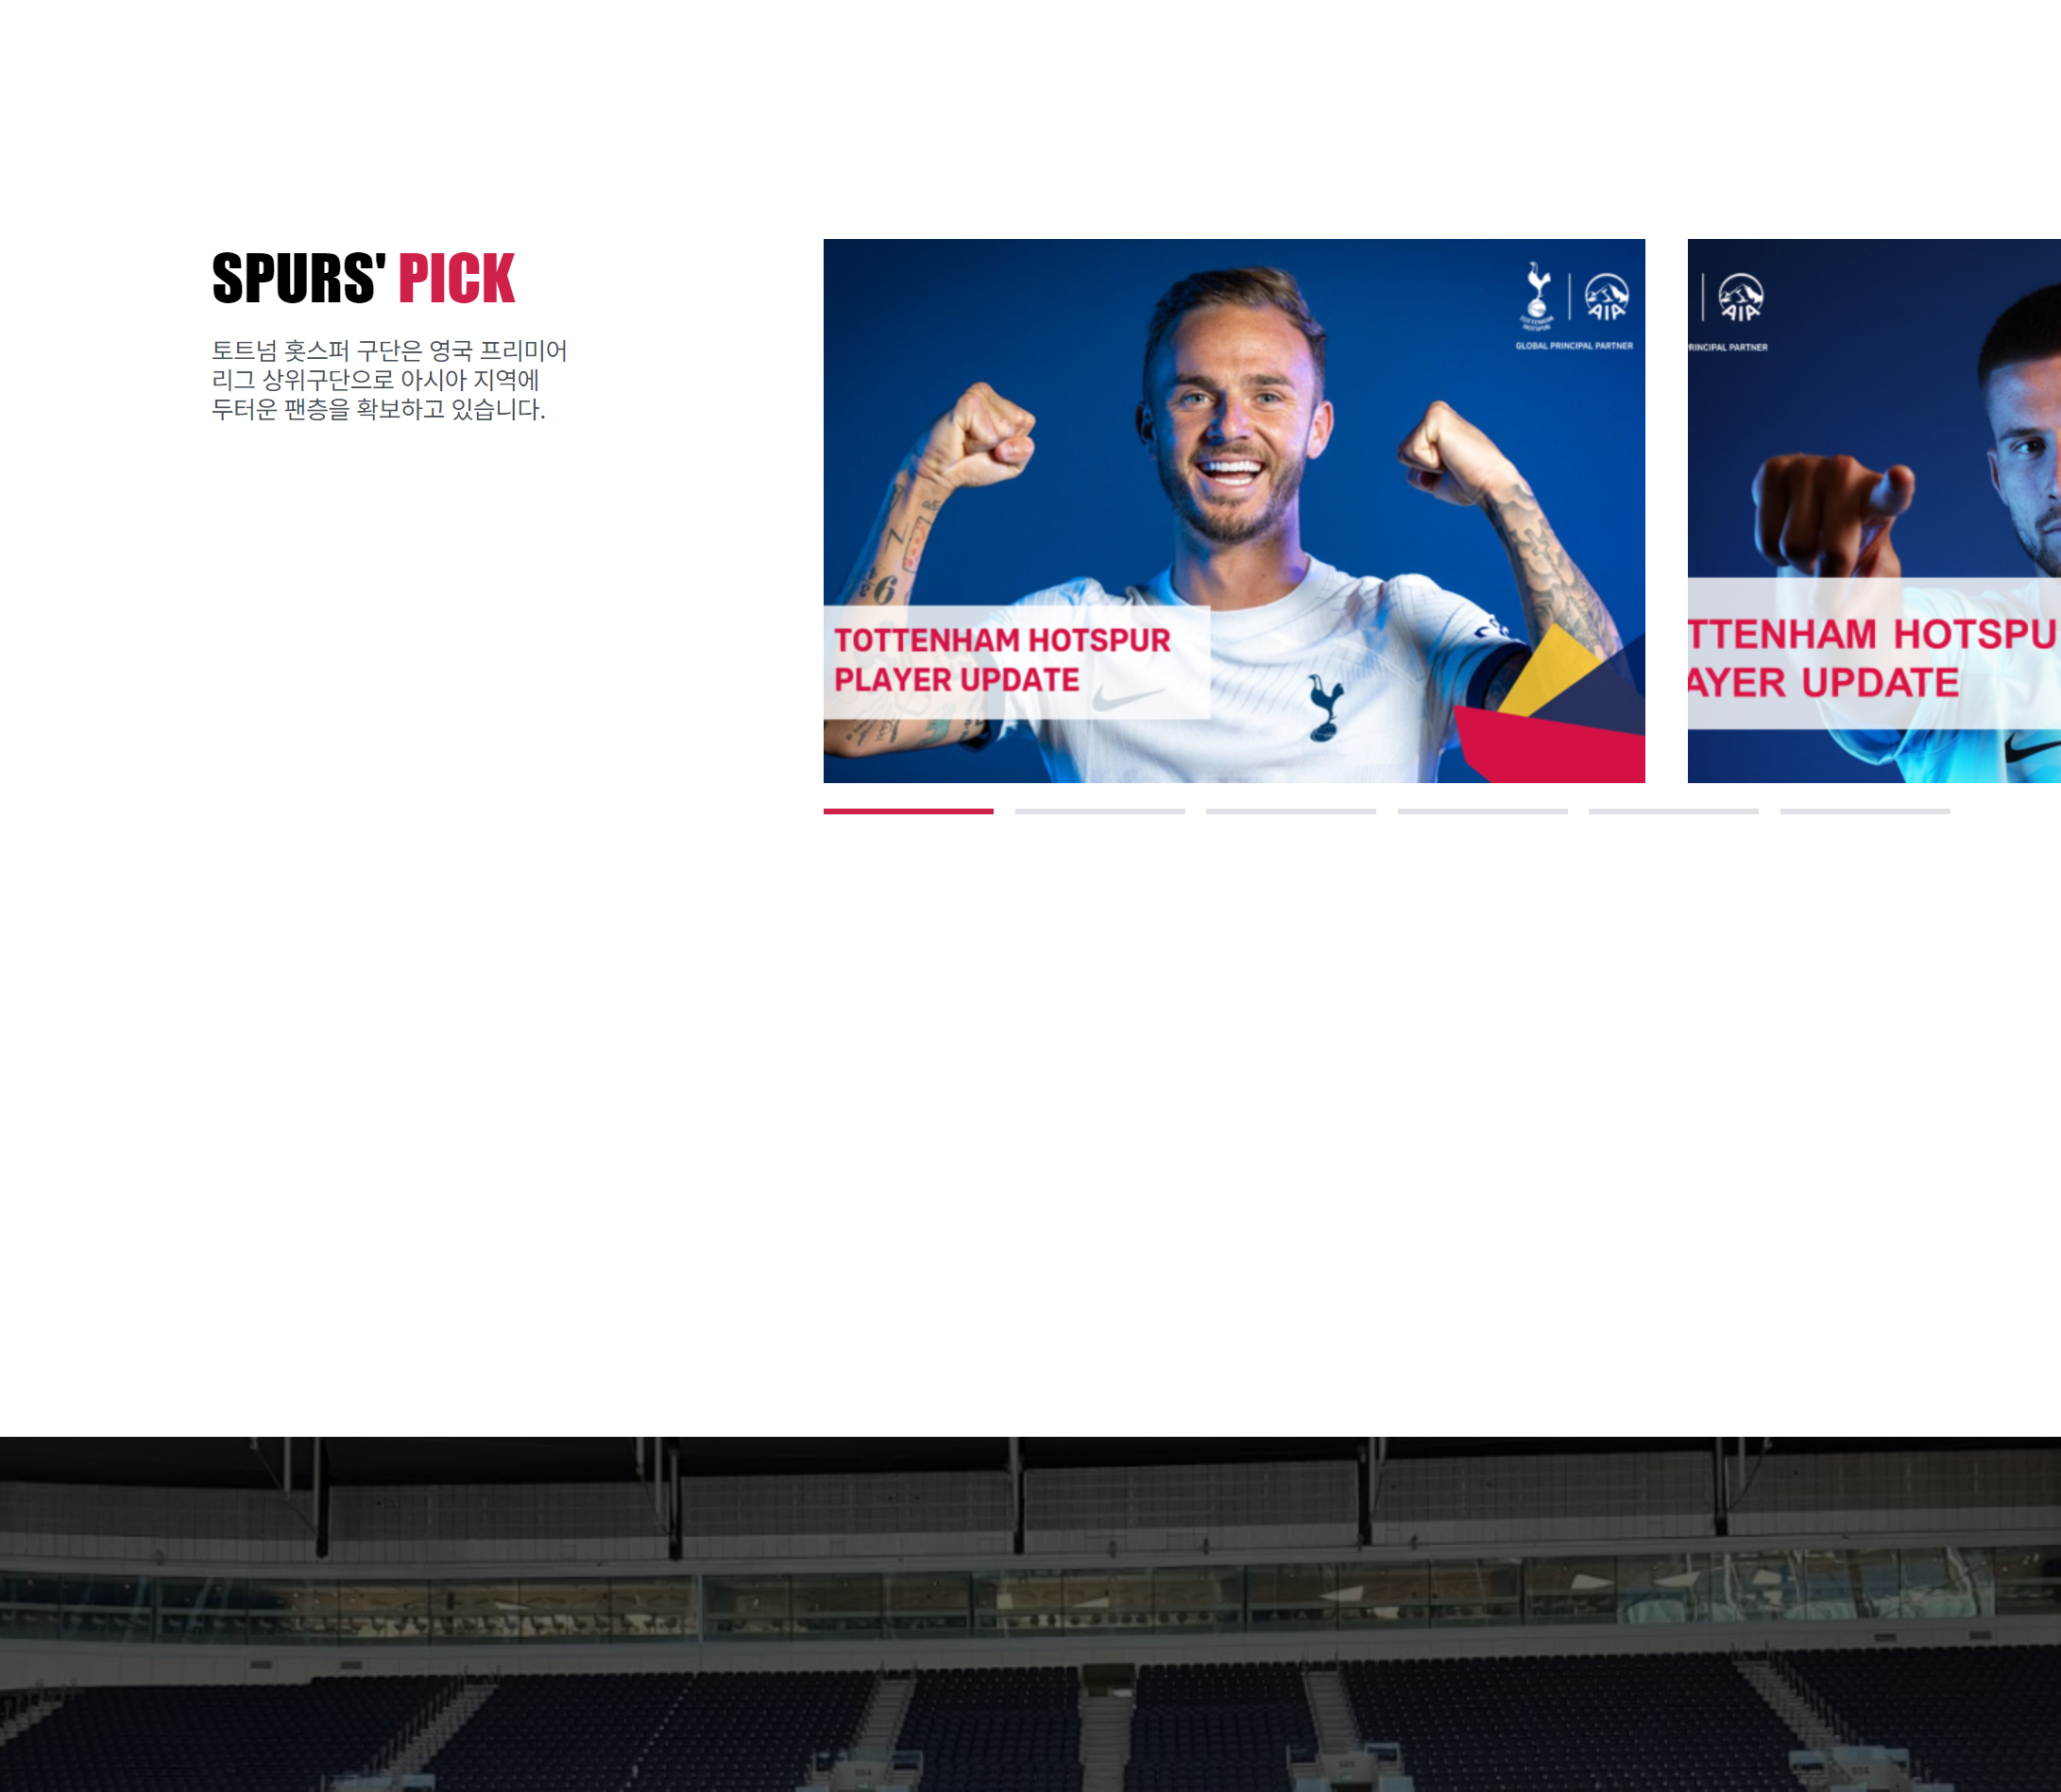 SPURS' PICK
토트넘 홋스퍼 구단은 영국 프리미어
리그 상위구단으로 아시아 지역에
두터운 팬층을 확보하고 있습니다.
TOTTENHAM
HOTSPUR
AIA
GLOBAL PRINCIPAL PARTNER
TOTTENHAM HOTSPUR
PLAYER UPDATE
AIA
RINCIPAL PARTNER
TTENHAM HOTSPU
AYER UPDATE
504
505
506